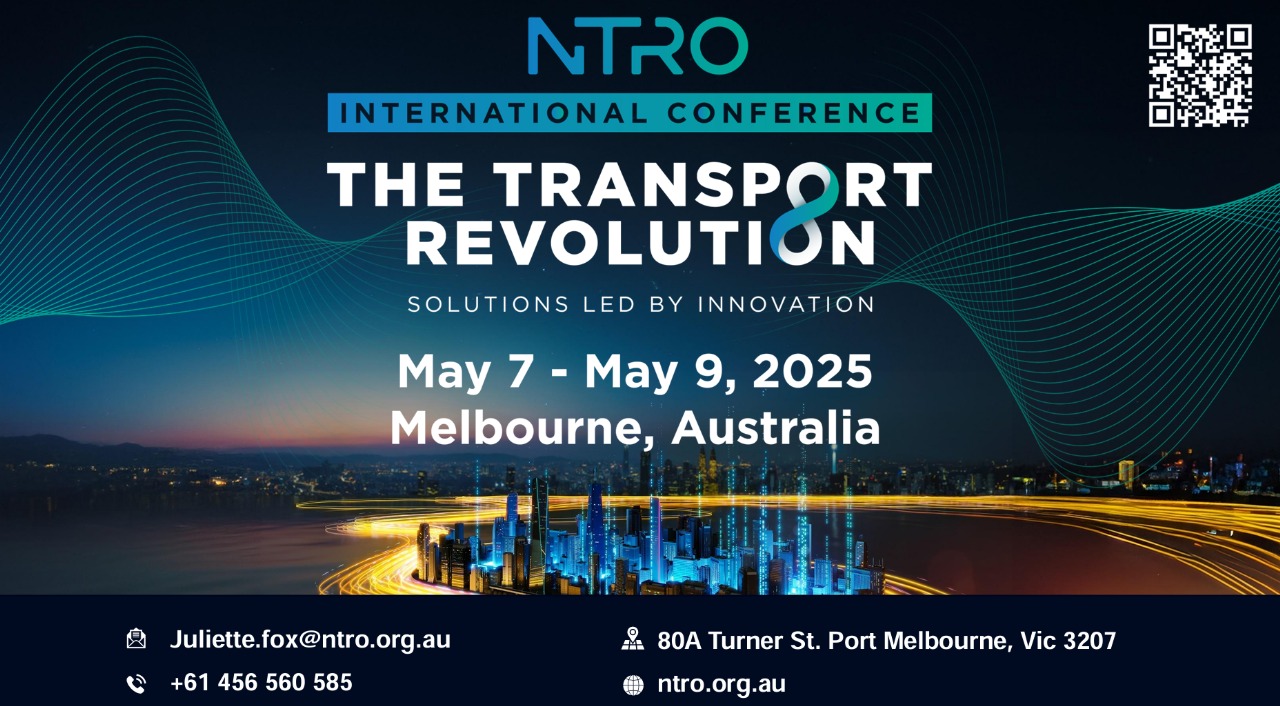 NTRO
INTERNATIONAL CONFERENCE
THE TRANSPORT
REVOLUTION
SOLUTIONS LED BY INNOVATION
May 7 - May 9, 2025
Melbourne, Australia
Juliette.fox@ntro.org.au
+61 456 560 585
80A Turner St. Port Melbourne, Vic 3207
ntro.org.au